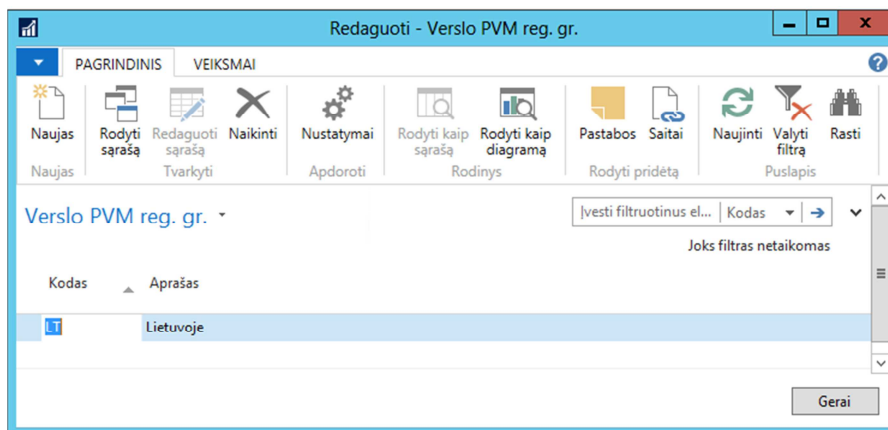 Redaguoti - Verslo PVM reg. gr.
PAGRINDINIS VEIKSMAI
Naujas Rodyti sąrašą Redaguoti sąrašą Naikinti Nustatymai Rodyti kaip sąrašą Rodyti kaip diagramą Pastabos Saitai Naujinti Valyti filtrą Rasti
Naujas Tvarkyti Apdoroti Rodinys Rodyti pridėtą Puslapis
Verslo PVM reg. gr. Įvesti filtruotinus el... Kodas
Joks filtras netaikomas
Kodas Aprašas
LT Lietuvoje
Gerai